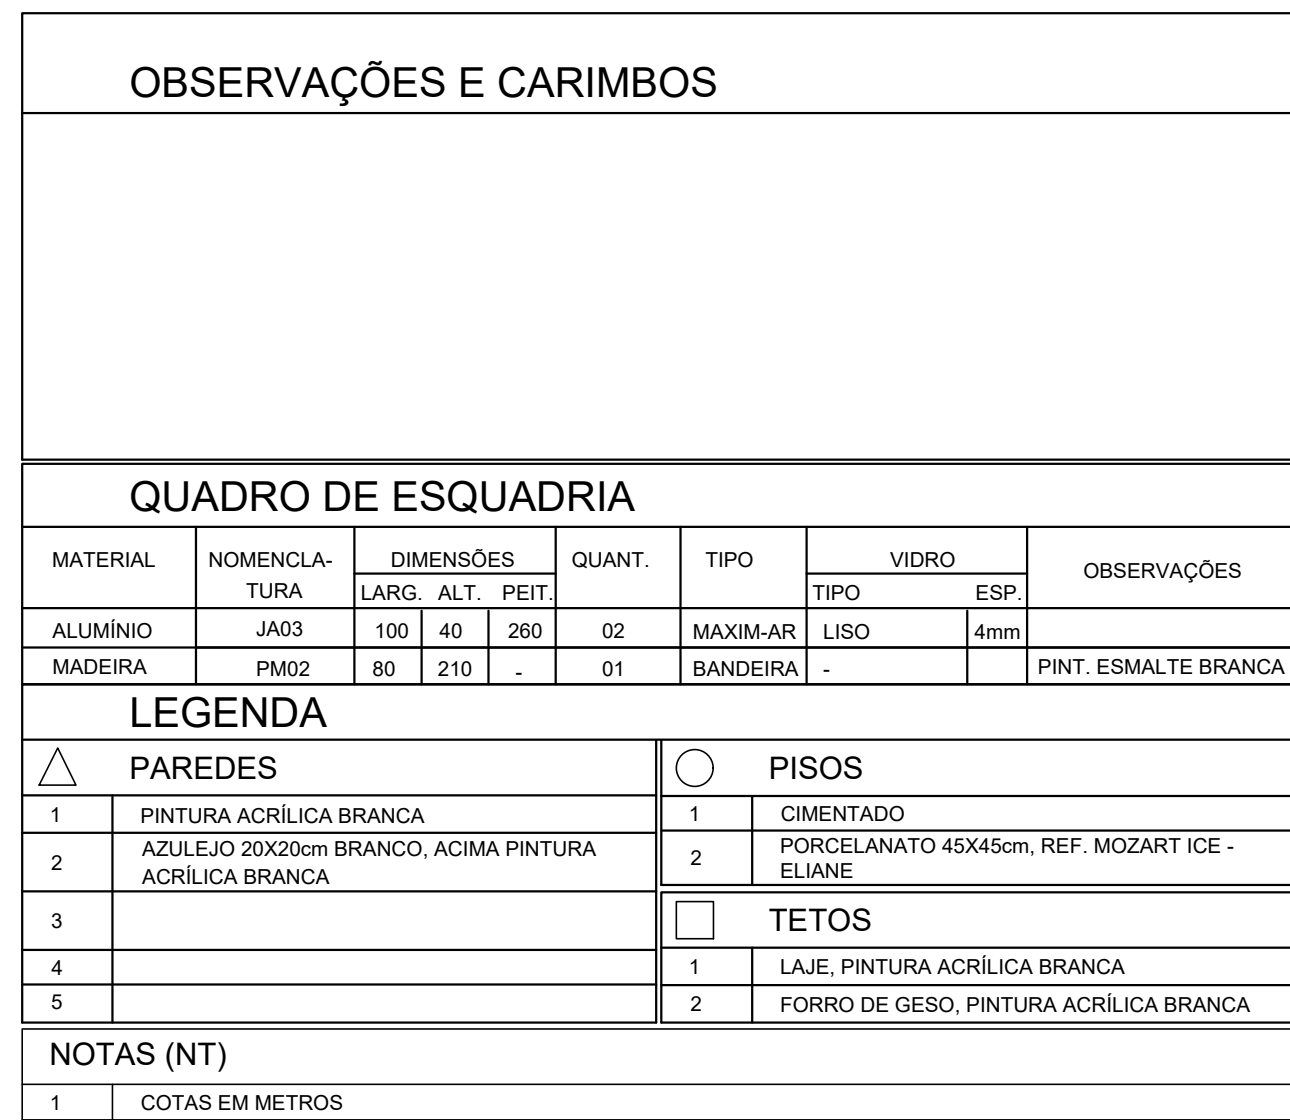 OBSERVAÇÕES E CARIMBOS
QUADRO DE ESQUADRIA
MATERIAL NOMENCLA- DIMENSÕES QUANT. TIPO VIDRO OBSERVAÇÕES
TURA LARG. ALT. PEIT. TIPO ESP.
ALUMÍNIO JA03 100 40 260 02 MAXIM-AR LISO 4mm
MADEIRA PM02 80 210 - 01 BANDEIRA - PINT. ESMALTE BRANCA
LEGENDA
PAREDES
1 PINTURA ACRÍLICA BRANCA
2 AZULEJO 20X20cm BRANCO, ACIMA PINTURA
ACRÍLICA BRANCA
3
4
5
PISOS
1 CIMENTADO
2 PORCELANATO 45X45cm, REF. MOZART ICE -
ELIANE
TETOS
1 LAJE, PINTURA ACRÍLICA BRANCA
2 FORRO DE GESO, PINTURA ACRÍLICA BRANCA
NOTAS (NT)
1 COTAS EM METROS